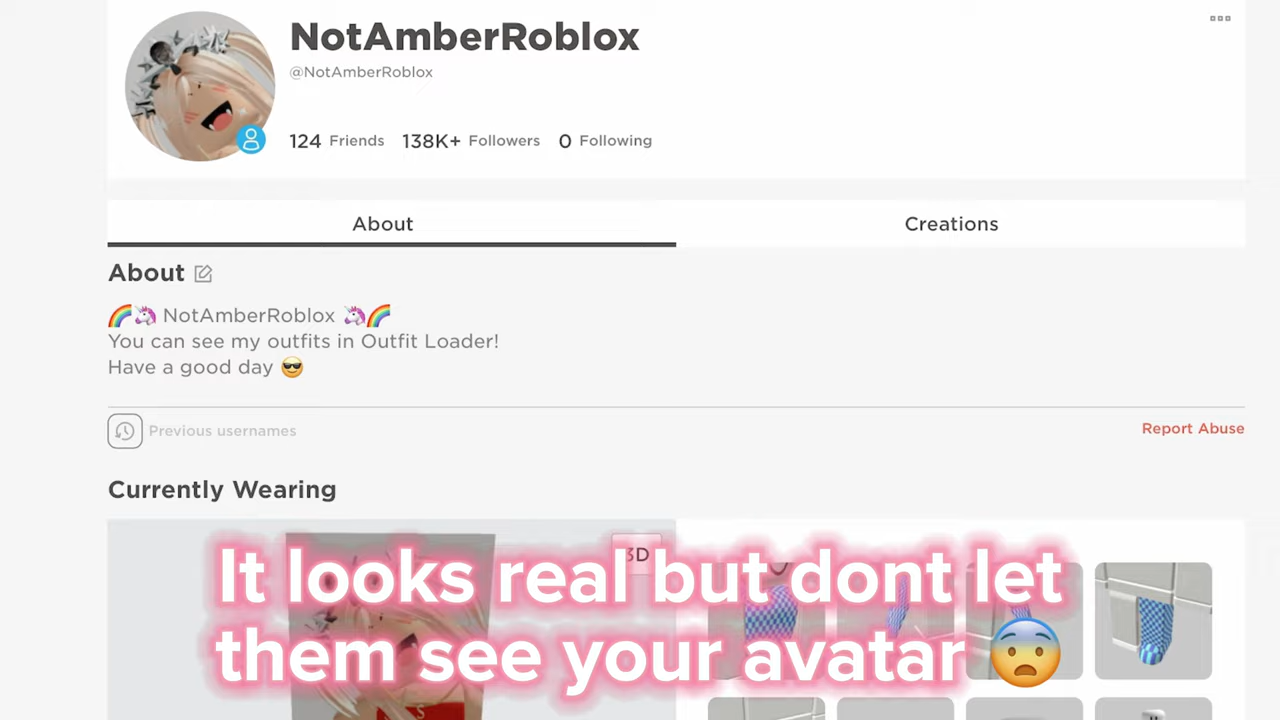 NotAmberRoblox
@NotAmberRoblox
124 Friends 138K+ Followers 0 Following
About Creations
About
🌈🦄 NotAmberRoblox 🦄🌈
You can see my outfits in Outfit Loader!
Have a good day 😎
Previous usernames Report Abuse
Currently Wearing
3D
It looks real but dont let
them see your avatar 😨